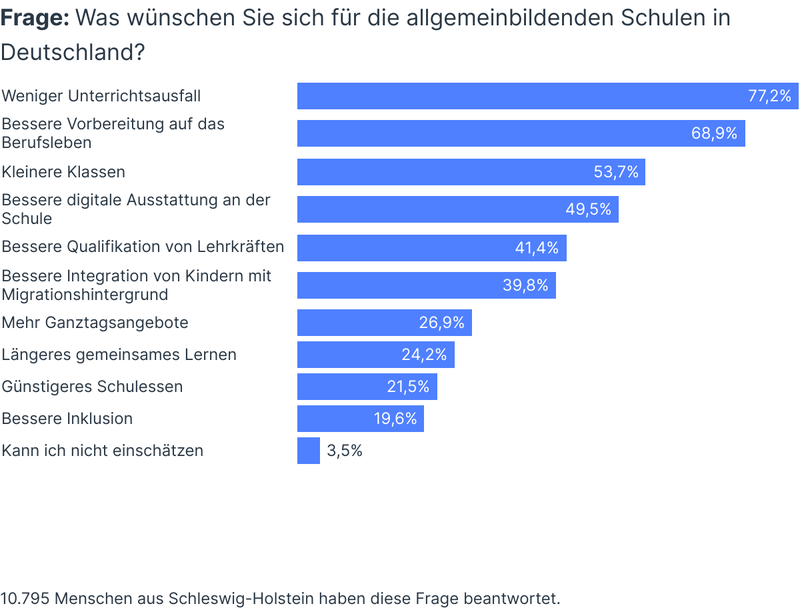 Frage: Was wünschen Sie sich für die allgemeinbildenden Schulen in
Deutschland?
Weniger Unterrichtsausfall 77,2%
Bessere Vorbereitung auf das
Berufsleben 68,9%
Kleinere Klassen 53,7%
Bessere digitale Ausstattung an der
Schule 49,5%
Bessere Qualifikation von Lehrkräften 41,4%
Bessere Integration von Kindern mit
Migrationshintergrund 39,8%
Mehr Ganztagsangebote 26,9%
Längeres gemeinsames Lernen 24,2%
Günstigeres Schulessen 21,5%
Bessere Inklusion 19,6%
Kann ich nicht einschätzen 3,5%
10.795 Menschen aus Schleswig-Holstein haben diese Frage beantwortet.